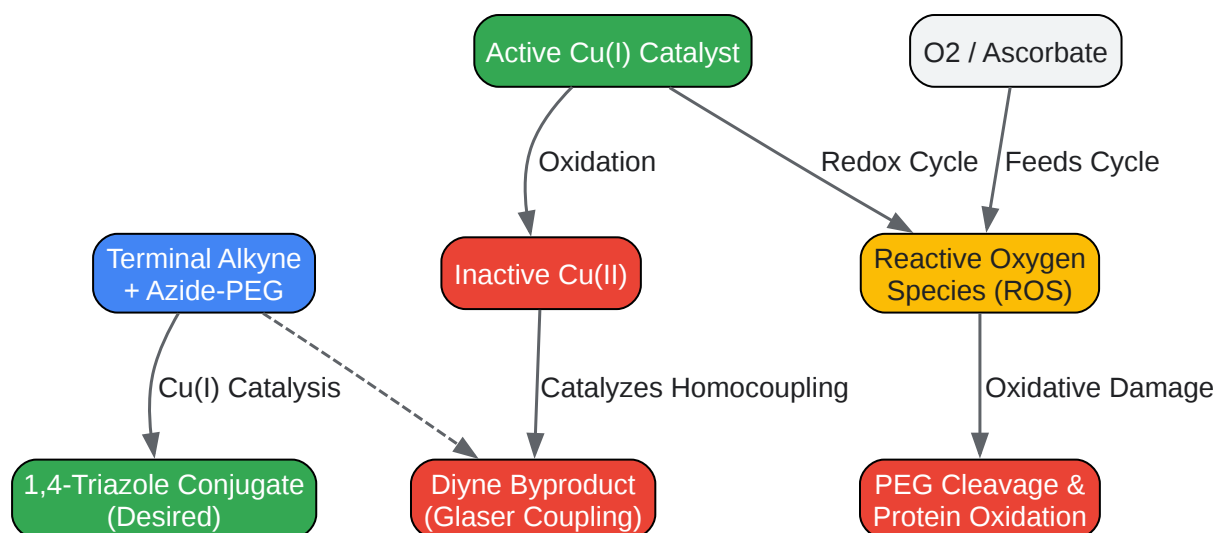 Active Cu(I) Catalyst
O2 / Ascorbate
Oxidation
Redox Cycle
Feeds Cycle
Terminal Alkyne
+ Azide-PEG
Inactive Cu(II)
Reactive Oxygen
Species (ROS)
Cu(I) Catalysis
Catalyzes Homocoupling
Oxidative Damage
1,4-Triazole Conjugate
(Desired)
Diyne Byproduct
(Glaser Coupling)
PEG Cleavage &
Protein Oxidation